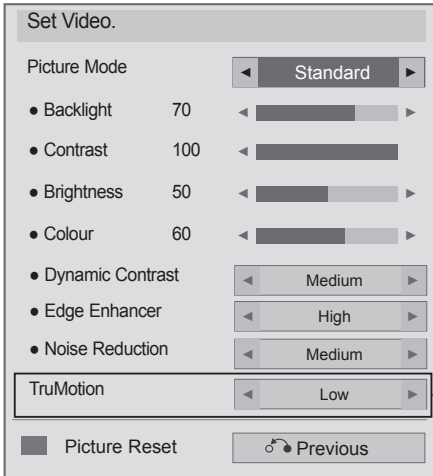 Set Video.
Picture Mode ◄ Standard ►
● Backlight 70 ◄ ►
● Contrast 100 ◄
● Brightness 50 ◄ ►
● Colour 60 ◄ ►
● Dynamic Contrast ◄ Medium ►
● Edge Enhancer ◄ High ►
● Noise Reduction ◄ Medium ►
TruMotion ◄ Low ►
Picture Reset Previous